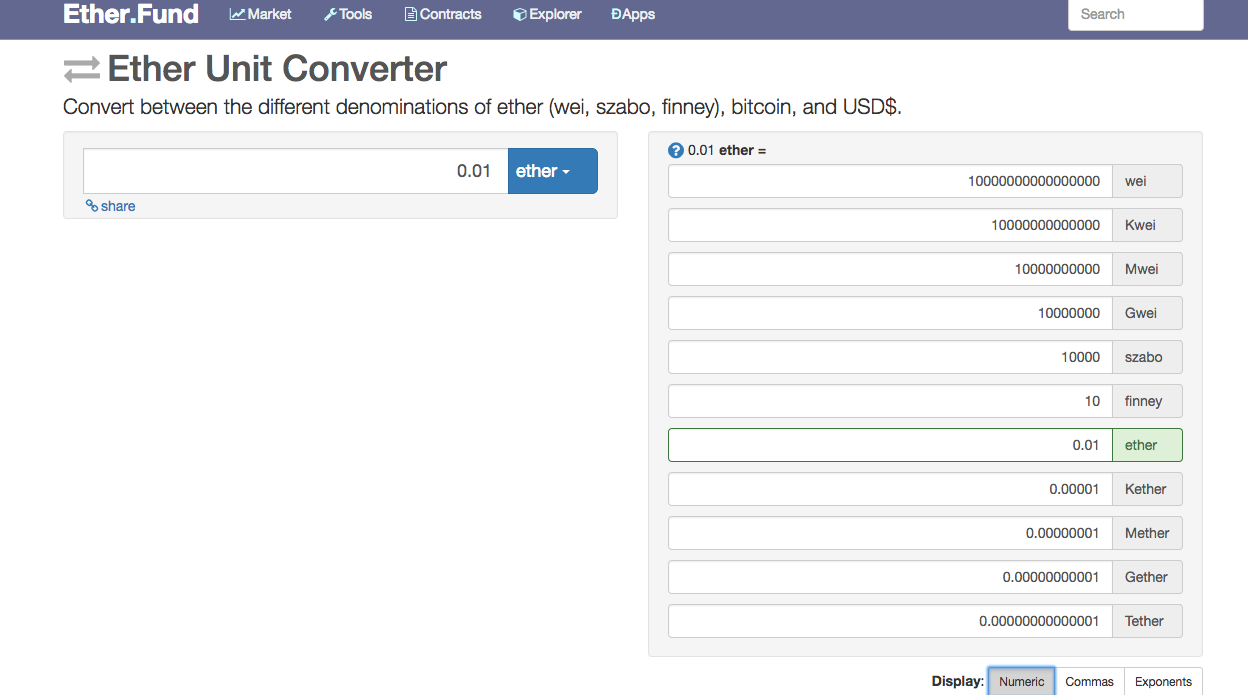 Ether.Fund Market Tools Contracts Explorer ÐApps Search
Ether Unit Converter
Convert between the different denominations of ether (wei, szabo, finney), bitcoin, and USD$.
0.01 ether
share
? 0.01 ether =
10000000000000000 wei
10000000000000 Kwei
10000000000 Mwei
10000000 Gwei
10000 szabo
10 finney
0.01 ether
0.00001 Kether
0.00000001 Mether
0.00000000001 Gether
0.00000000000001 Tether
Display: Numeric Commas Exponents